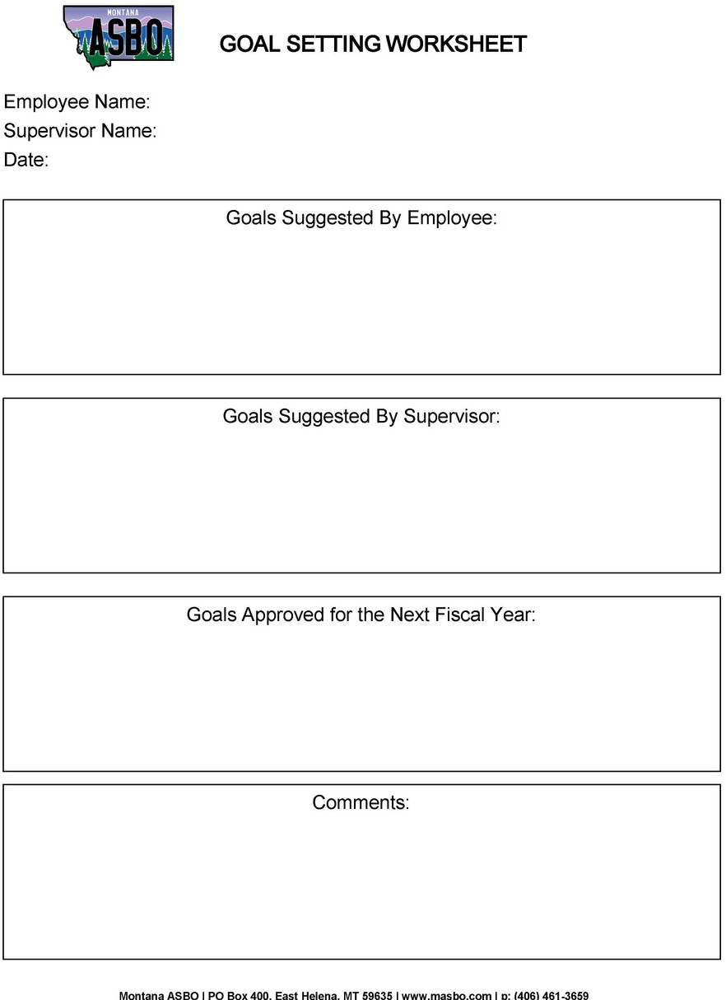 MONTANA
ASBO
GOAL SETTING WORKSHEET
Employee Name:
Supervisor Name:
Date:
Goals Suggested By Employee:
Goals Suggested By Supervisor:
Goals Approved for the Next Fiscal Year:
Comments:
Montana ASBO | PO Box 400, East Helena, MT 59635 | www.masbo.com | p: (406) 461-3659